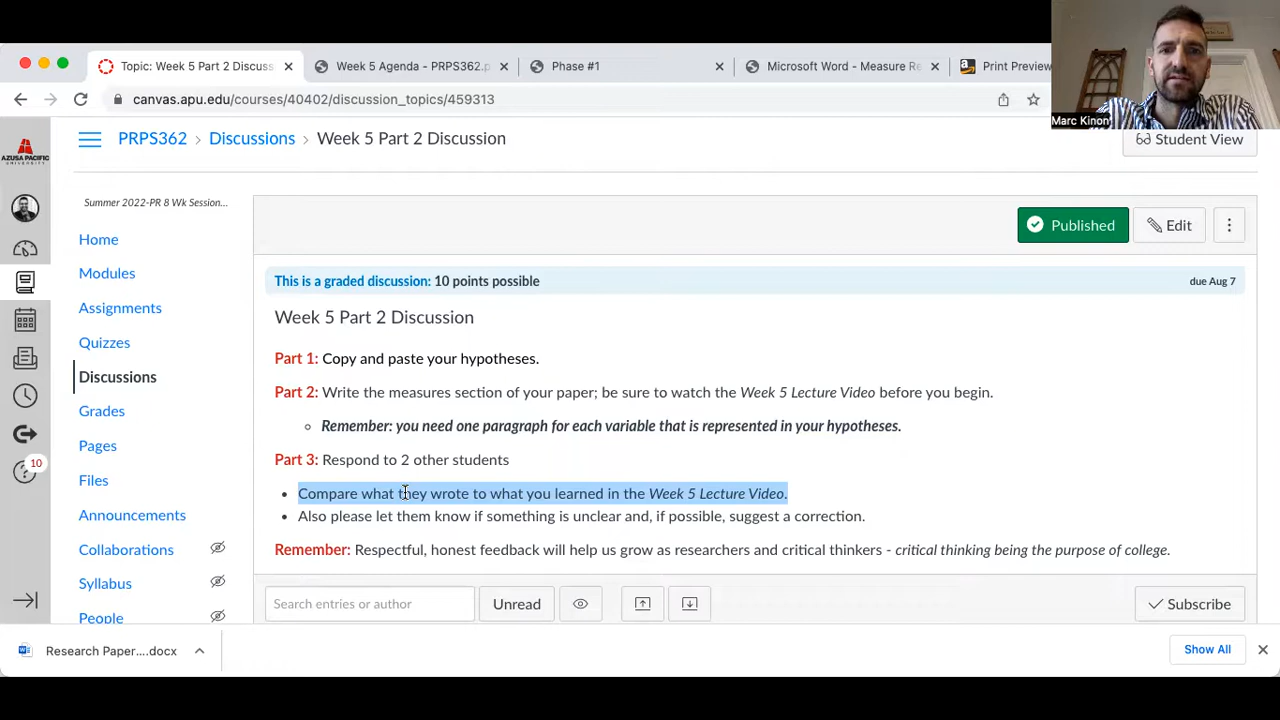 Topic: Week 5 Part 2 Discuss
Week 5 Agenda - PRPS362.p
Phase #1
Microsoft Word - Measure Re
Print Preview
canvas.apu.edu/courses/40402/discussion_topics/459313
Marc Kinon
PRPS362 › Discussions › Week 5 Part 2 Discussion
Student View
AZUSA PACIFIC
UNIVERSITY
Summer 2022-PR 8 Wk Session...
Home
Modules
Assignments
Quizzes
Discussions
Grades
Pages
Files
Announcements
Collaborations
Syllabus
People
10
Published
Edit
This is a graded discussion: 10 points possible
due Aug 7
Week 5 Part 2 Discussion
Part 1: Copy and paste your hypotheses.
Part 2: Write the measures section of your paper; be sure to watch the Week 5 Lecture Video before you begin.
Remember: you need one paragraph for each variable that is represented in your hypotheses.
Part 3: Respond to 2 other students
Compare what they wrote to what you learned in the Week 5 Lecture Video.
Also please let them know if something is unclear and, if possible, suggest a correction.
Remember: Respectful, honest feedback will help us grow as researchers and critical thinkers - critical thinking being the purpose of college.
Search entries or author
Unread
Subscribe
Research Paper....docx
Show All